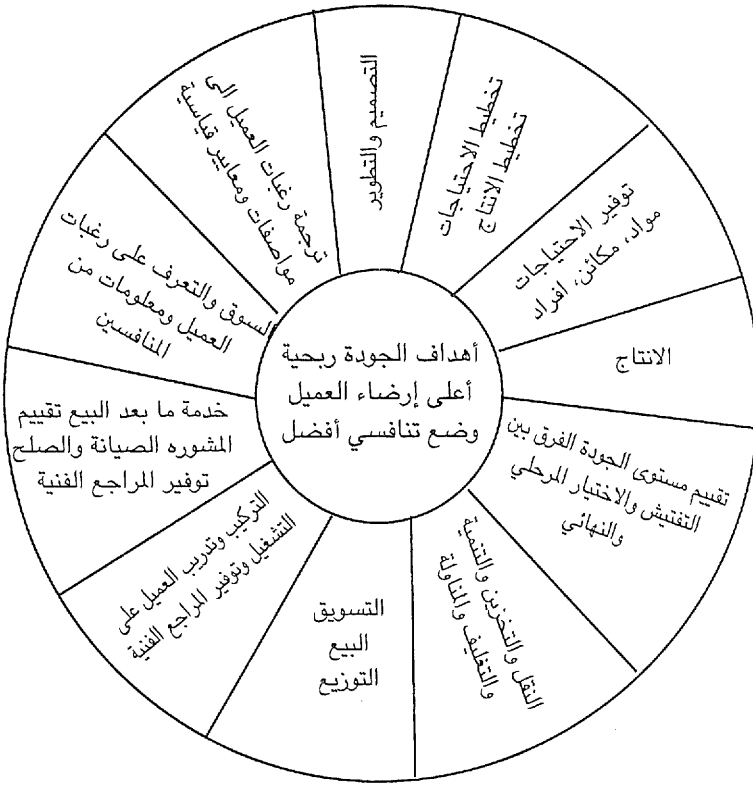 أهداف الجودة ربحية
أعلى إرضاء العميل
وضع تنافسي أفضل
التصميم والتطوير
تخطيط الاحتياجات
تخطيط الانتاج
توفير الاحتياجات
مواد، مكائن، افراد
الانتاج
تقييم مستوى الجودة الفرق بين
التفتيش والاختيار المرحلي
والنهائي
النقل والتخزين والتنمية
والتغليف والمناولة
التسويق
البيع
التوزيع
التركيب وتدريب العميل على
التشغيل وتوفير المراجع الفنية
خدمة ما بعد البيع تقييم
المشوره الصيانة والصلح
توفير المراجع الفنية
السوق والتعرف على رغبات
العميل ومعلومات من
المنافسين
ترجمة رغبات العميل الى
مواصفات ومعايير قياسية